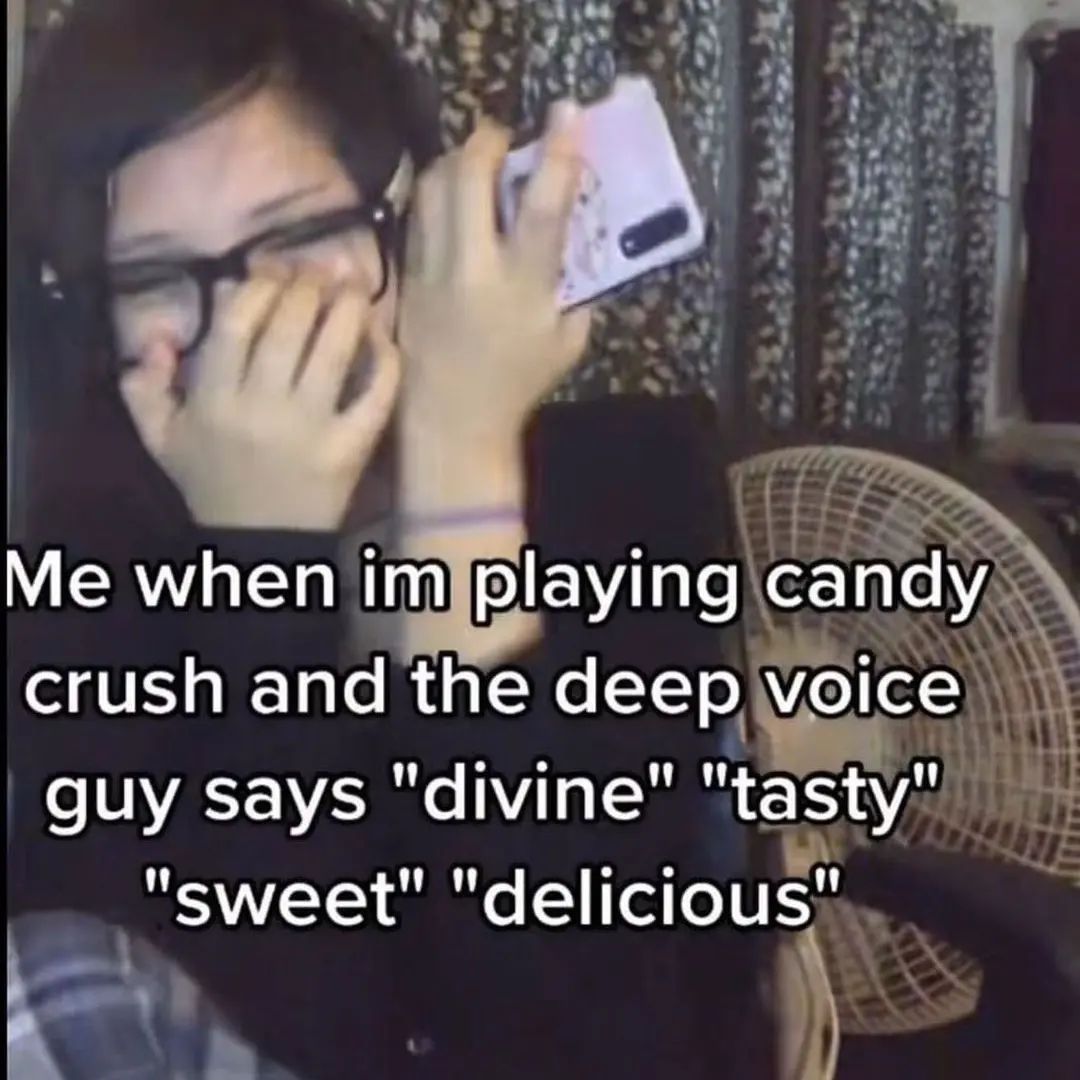 Me when im playing candy
crush and the deep voice
guy says "divine" "tasty"
"sweet" "delicious"